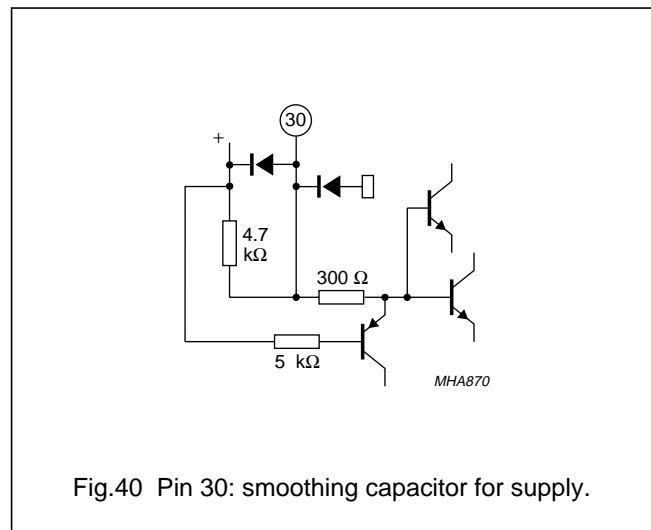 30
+
4.7
kΩ
300 Ω
5 kΩ
MHA870
Fig.40 Pin 30: smoothing capacitor for supply.